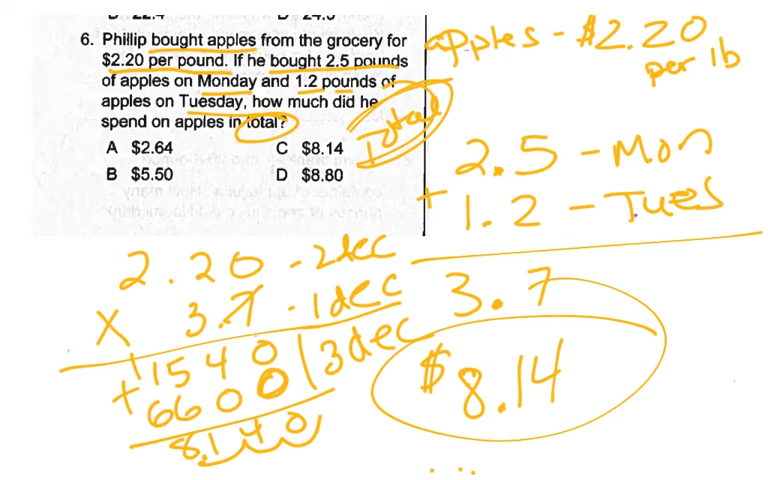 6. Phillip bought apples from the grocery for
$2.20 per pound. If he bought 2.5 pounds
of apples on Monday and 1.2 pounds of
apples on Tuesday, how much did he
spend on apples in total?
A $2.64
C $8.14
B $5.50
D $8.80
Total
apples - $2.20
per lb
2.5 - Mon
+ 1.2 - Tues
3.7
2.20 - 2dec
X 3.7 - 1dec
1540 | 3dec
+ 6600
8.140
$8.14
...